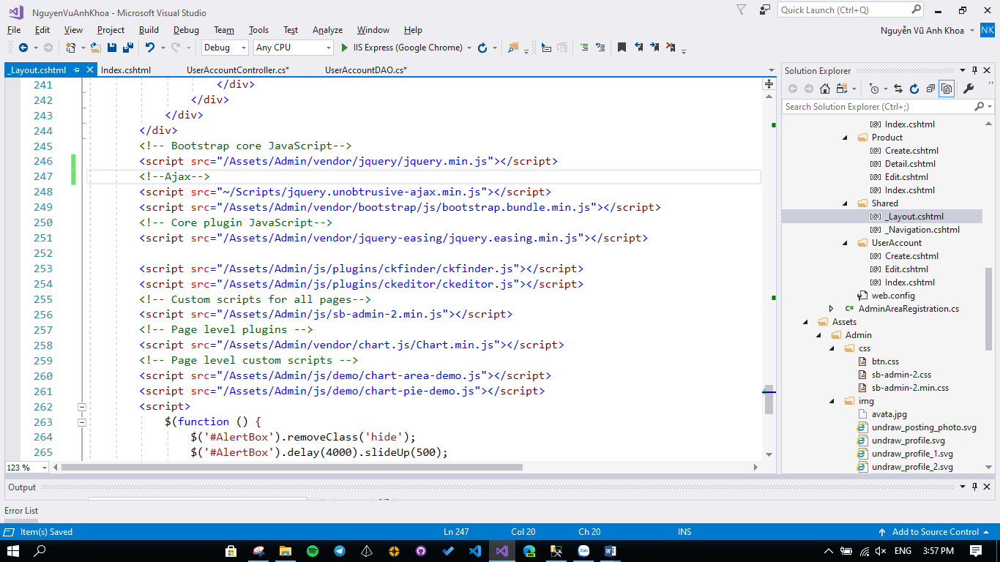 NguyenVuAnhKhoa - Microsoft Visual Studio
Quick Launch (Ctrl+Q)
File Edit View Project Build Debug Team Tools Test Analyze Window Help
Nguyễn Vũ Anh Khoa NK
Debug Any CPU IIS Express (Google Chrome)
_Layout.cshtml Index.cshtml UserAccountController.cs* UserAccountDAO.cs*
241 </div>
242 </div>
243 </div>
244 </div>
245 <!-- Bootstrap core JavaScript-->
246 <script src="/Assets/Admin/vendor/jquery/jquery.min.js"></script>
247 <!--Ajax-->
248 <script src="~/Scripts/jquery.unobtrusive-ajax.min.js"></script>
249 <script src="/Assets/Admin/vendor/bootstrap/js/bootstrap.bundle.min.js"></script>
250 <!-- Core plugin JavaScript-->
251 <script src="/Assets/Admin/vendor/jquery-easing/jquery.easing.min.js"></script>
252
253 <script src="/Assets/Admin/js/plugins/ckfinder/ckfinder.js"></script>
254 <script src="/Assets/Admin/js/plugins/ckeditor/ckeditor.js"></script>
255 <!-- Custom scripts for all pages-->
256 <script src="/Assets/Admin/js/sb-admin-2.min.js"></script>
257 <!-- Page level plugins -->
258 <script src="/Assets/Admin/vendor/chart.js/Chart.min.js"></script>
259 <!-- Page level custom scripts -->
260 <script src="/Assets/Admin/js/demo/chart-area-demo.js"></script>
261 <script src="/Assets/Admin/js/demo/chart-pie-demo.js"></script>
262 <script>
263 $(function () {
264 $('#AlertBox').removeClass('hide');
265 $('#AlertBox').delay(4000).slideUp(500);
123 %
Solution Explorer
Search Solution Explorer (Ctrl+;)
Index.cshtml
Product
Create.cshtml
Detail.cshtml
Edit.cshtml
Index.cshtml
Shared
_Layout.cshtml
_Navigation.cshtml
UserAccount
Create.cshtml
Edit.cshtml
Index.cshtml
web.config
C# AdminAreaRegistration.cs
Assets
Admin
css
btn.css
sb-admin-2.css
sb-admin-2.min.css
img
avata.jpg
undraw_posting_photo.svg
undraw_profile.svg
undraw_profile_1.svg
undraw_profile_2.svg
Output
Error List
Item(s) Saved Ln 247 Col 20 Ch 20 INS Add to Source Control
ENG 3:57 PM